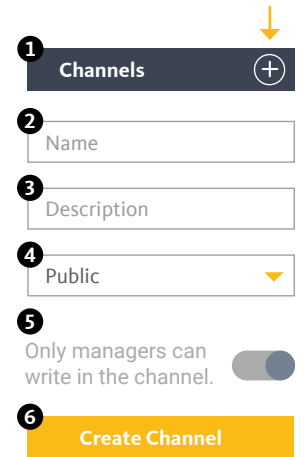 1
Channels
2
Name
3
Description
4
Public
5
Only managers can
write in the channel.
6
Create Channel